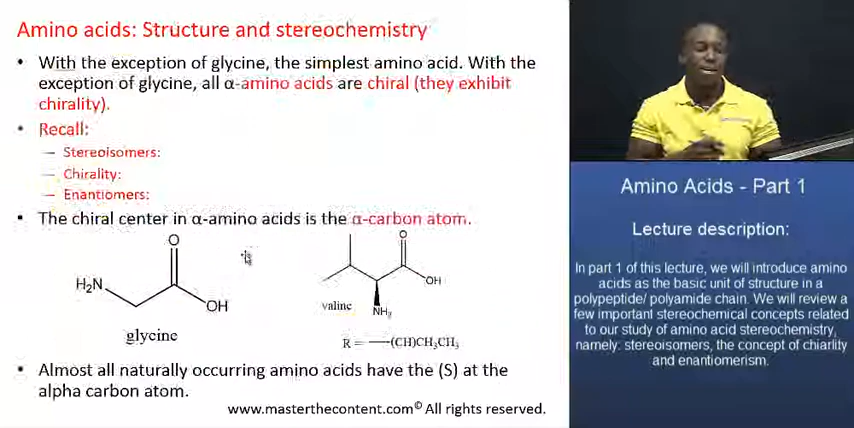 Amino acids: Structure and stereochemistry
• With the exception of glycine, the simplest amino acid. With the
exception of glycine, all α-amino acids are chiral (they exhibit
chirality).
• Recall:
– Stereoisomers:
– Chirality:
– Enantiomers:
• The chiral center in α-amino acids is the α-carbon atom.
O
H₂N
OH
glycine
O
OH
valine
NH₂
R = —(CH)CH₃CH₃
• Almost all naturally occurring amino acids have the (S) at the
alpha carbon atom.
www.masterthecontent.com© All rights reserved.
Amino Acids - Part 1
Lecture description:
In part 1 of this lecture, we will introduce amino
acids as the basic unit of structure in a
polypeptide/ polyamide chain. We will review a
few important stereochemical concepts related
to our study of amino acid stereochemistry,
namely: stereoisomers, the concept of chiarlity
and enantiomerism.